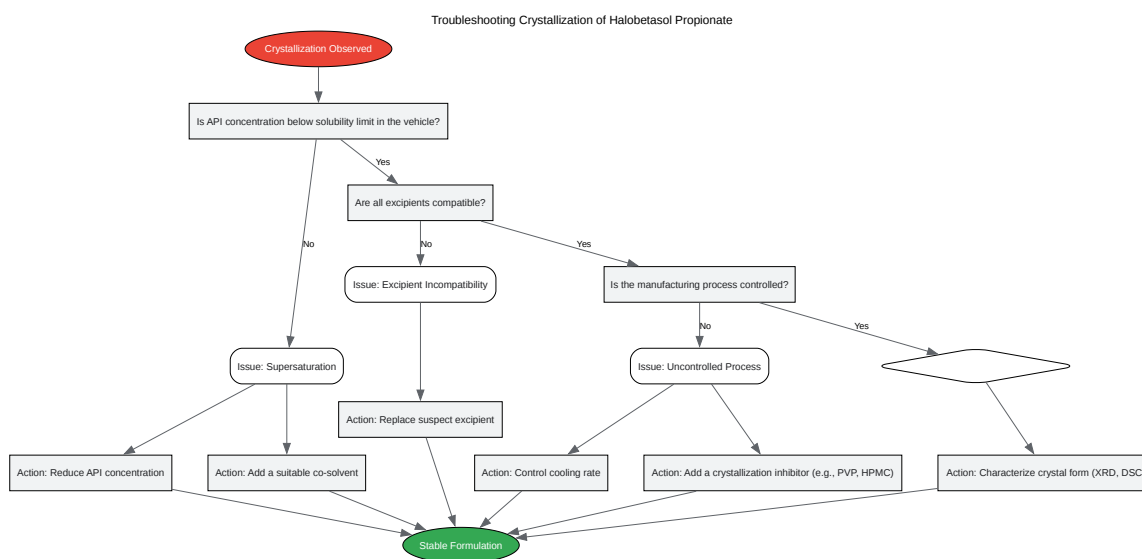 Troubleshooting Crystallization of Halobetasol Propionate
Crystallization Observed
Is API concentration below solubility limit in the vehicle?
Yes
Are all excipients compatible?
No
No
Yes
Issue: Excipient Incompatibility
Is the manufacturing process controlled?
No
Yes
Issue: Supersaturation
Issue: Uncontrolled Process
Action: Replace suspect excipient
Action: Reduce API concentration
Action: Add a suitable co-solvent
Action: Control cooling rate
Action: Add a crystallization inhibitor (e.g., PVP, HPMC)
Action: Characterize crystal form (XRD, DSC
Stable Formulation